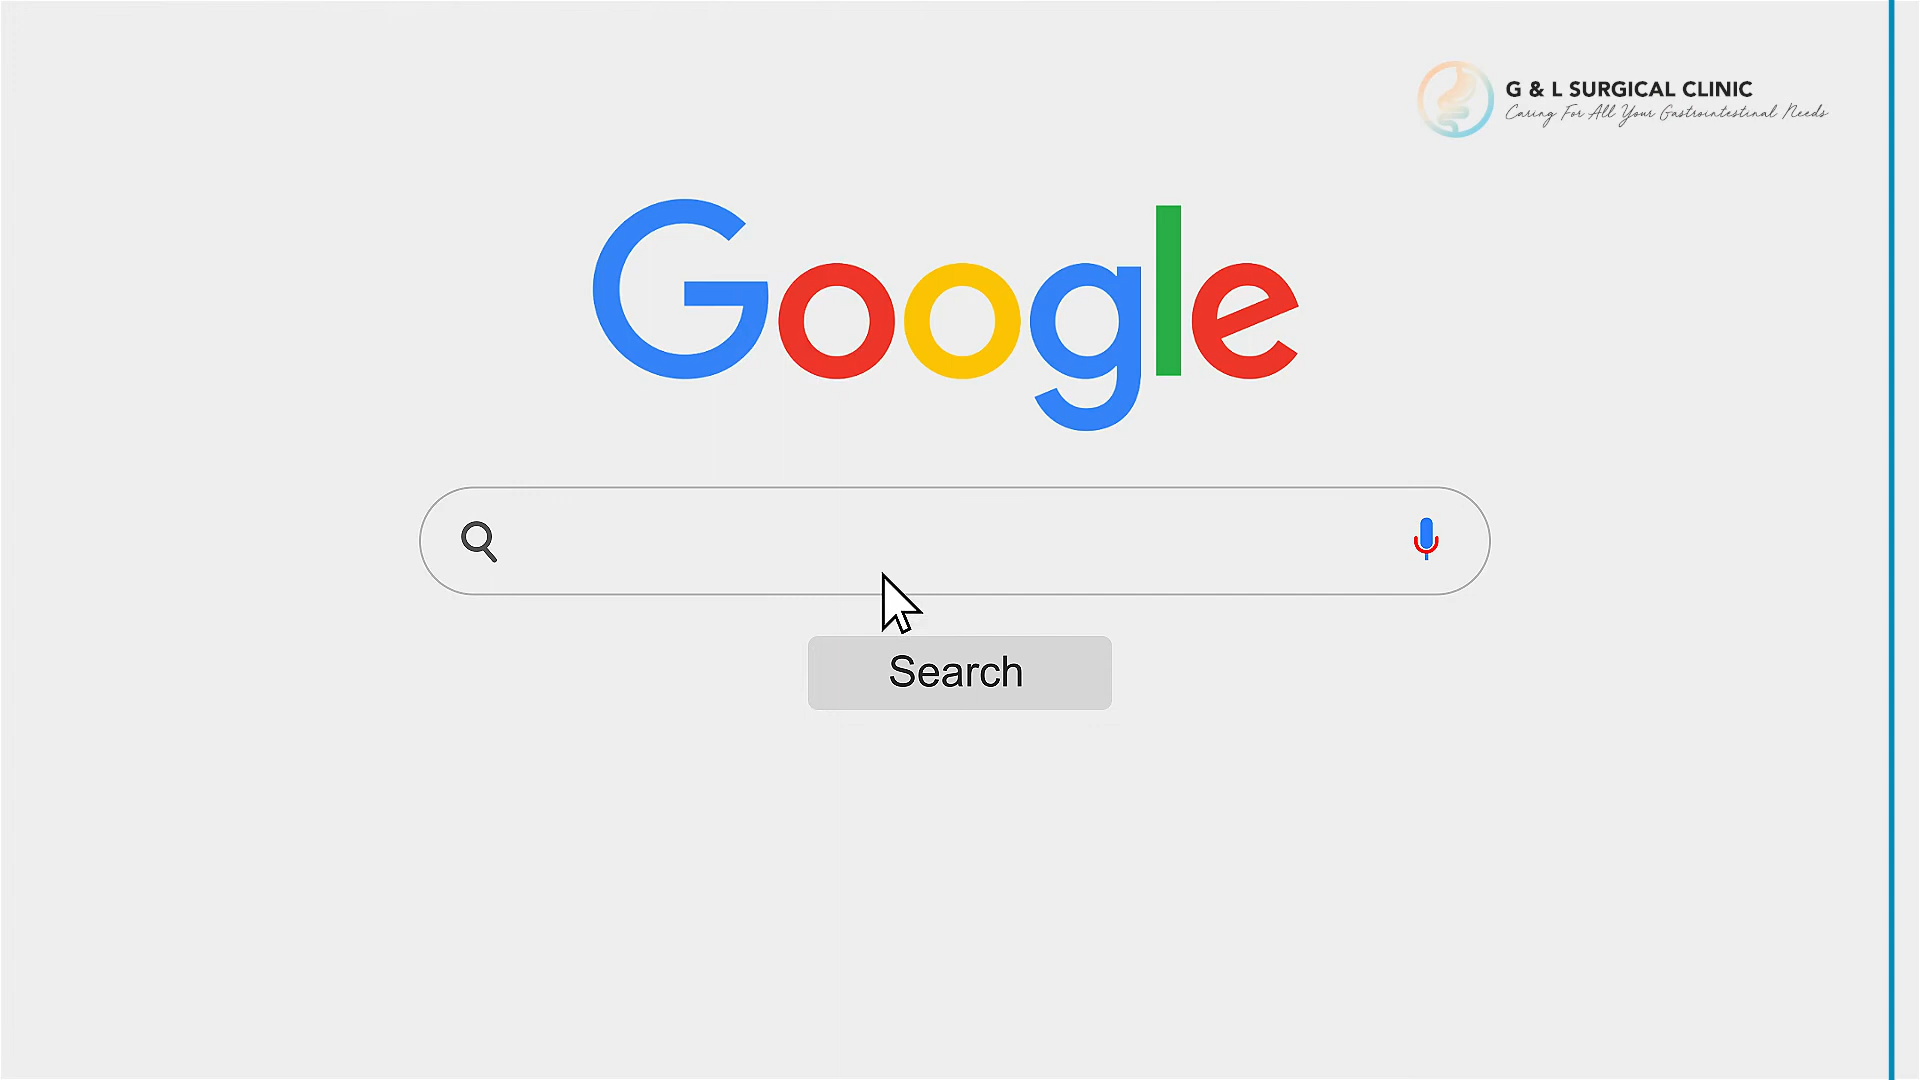 G & L SURGICAL CLINIC
Caring For All Your Gastrointestinal Needs
Google
Search